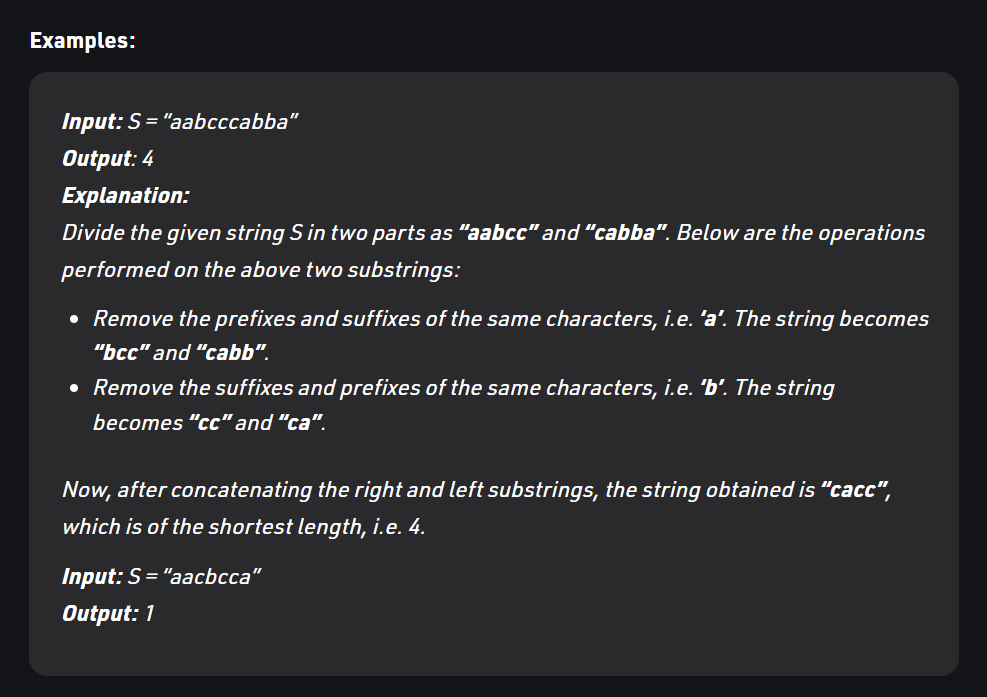 Examples:
Input: S = “aabcccabba”
Output: 4
Explanation:
Divide the given string S in two parts as “aabcc” and “cabba”. Below are the operations
performed on the above two substrings:
• Remove the prefixes and suffixes of the same characters, i.e. ‘a’. The string becomes
“bcc” and “cabb”.
• Remove the suffixes and prefixes of the same characters, i.e. ‘b’. The string
becomes “cc” and “ca”.
Now, after concatenating the right and left substrings, the string obtained is “cacc”,
which is of the shortest length, i.e. 4.
Input: S = “aacbcca”
Output: 1